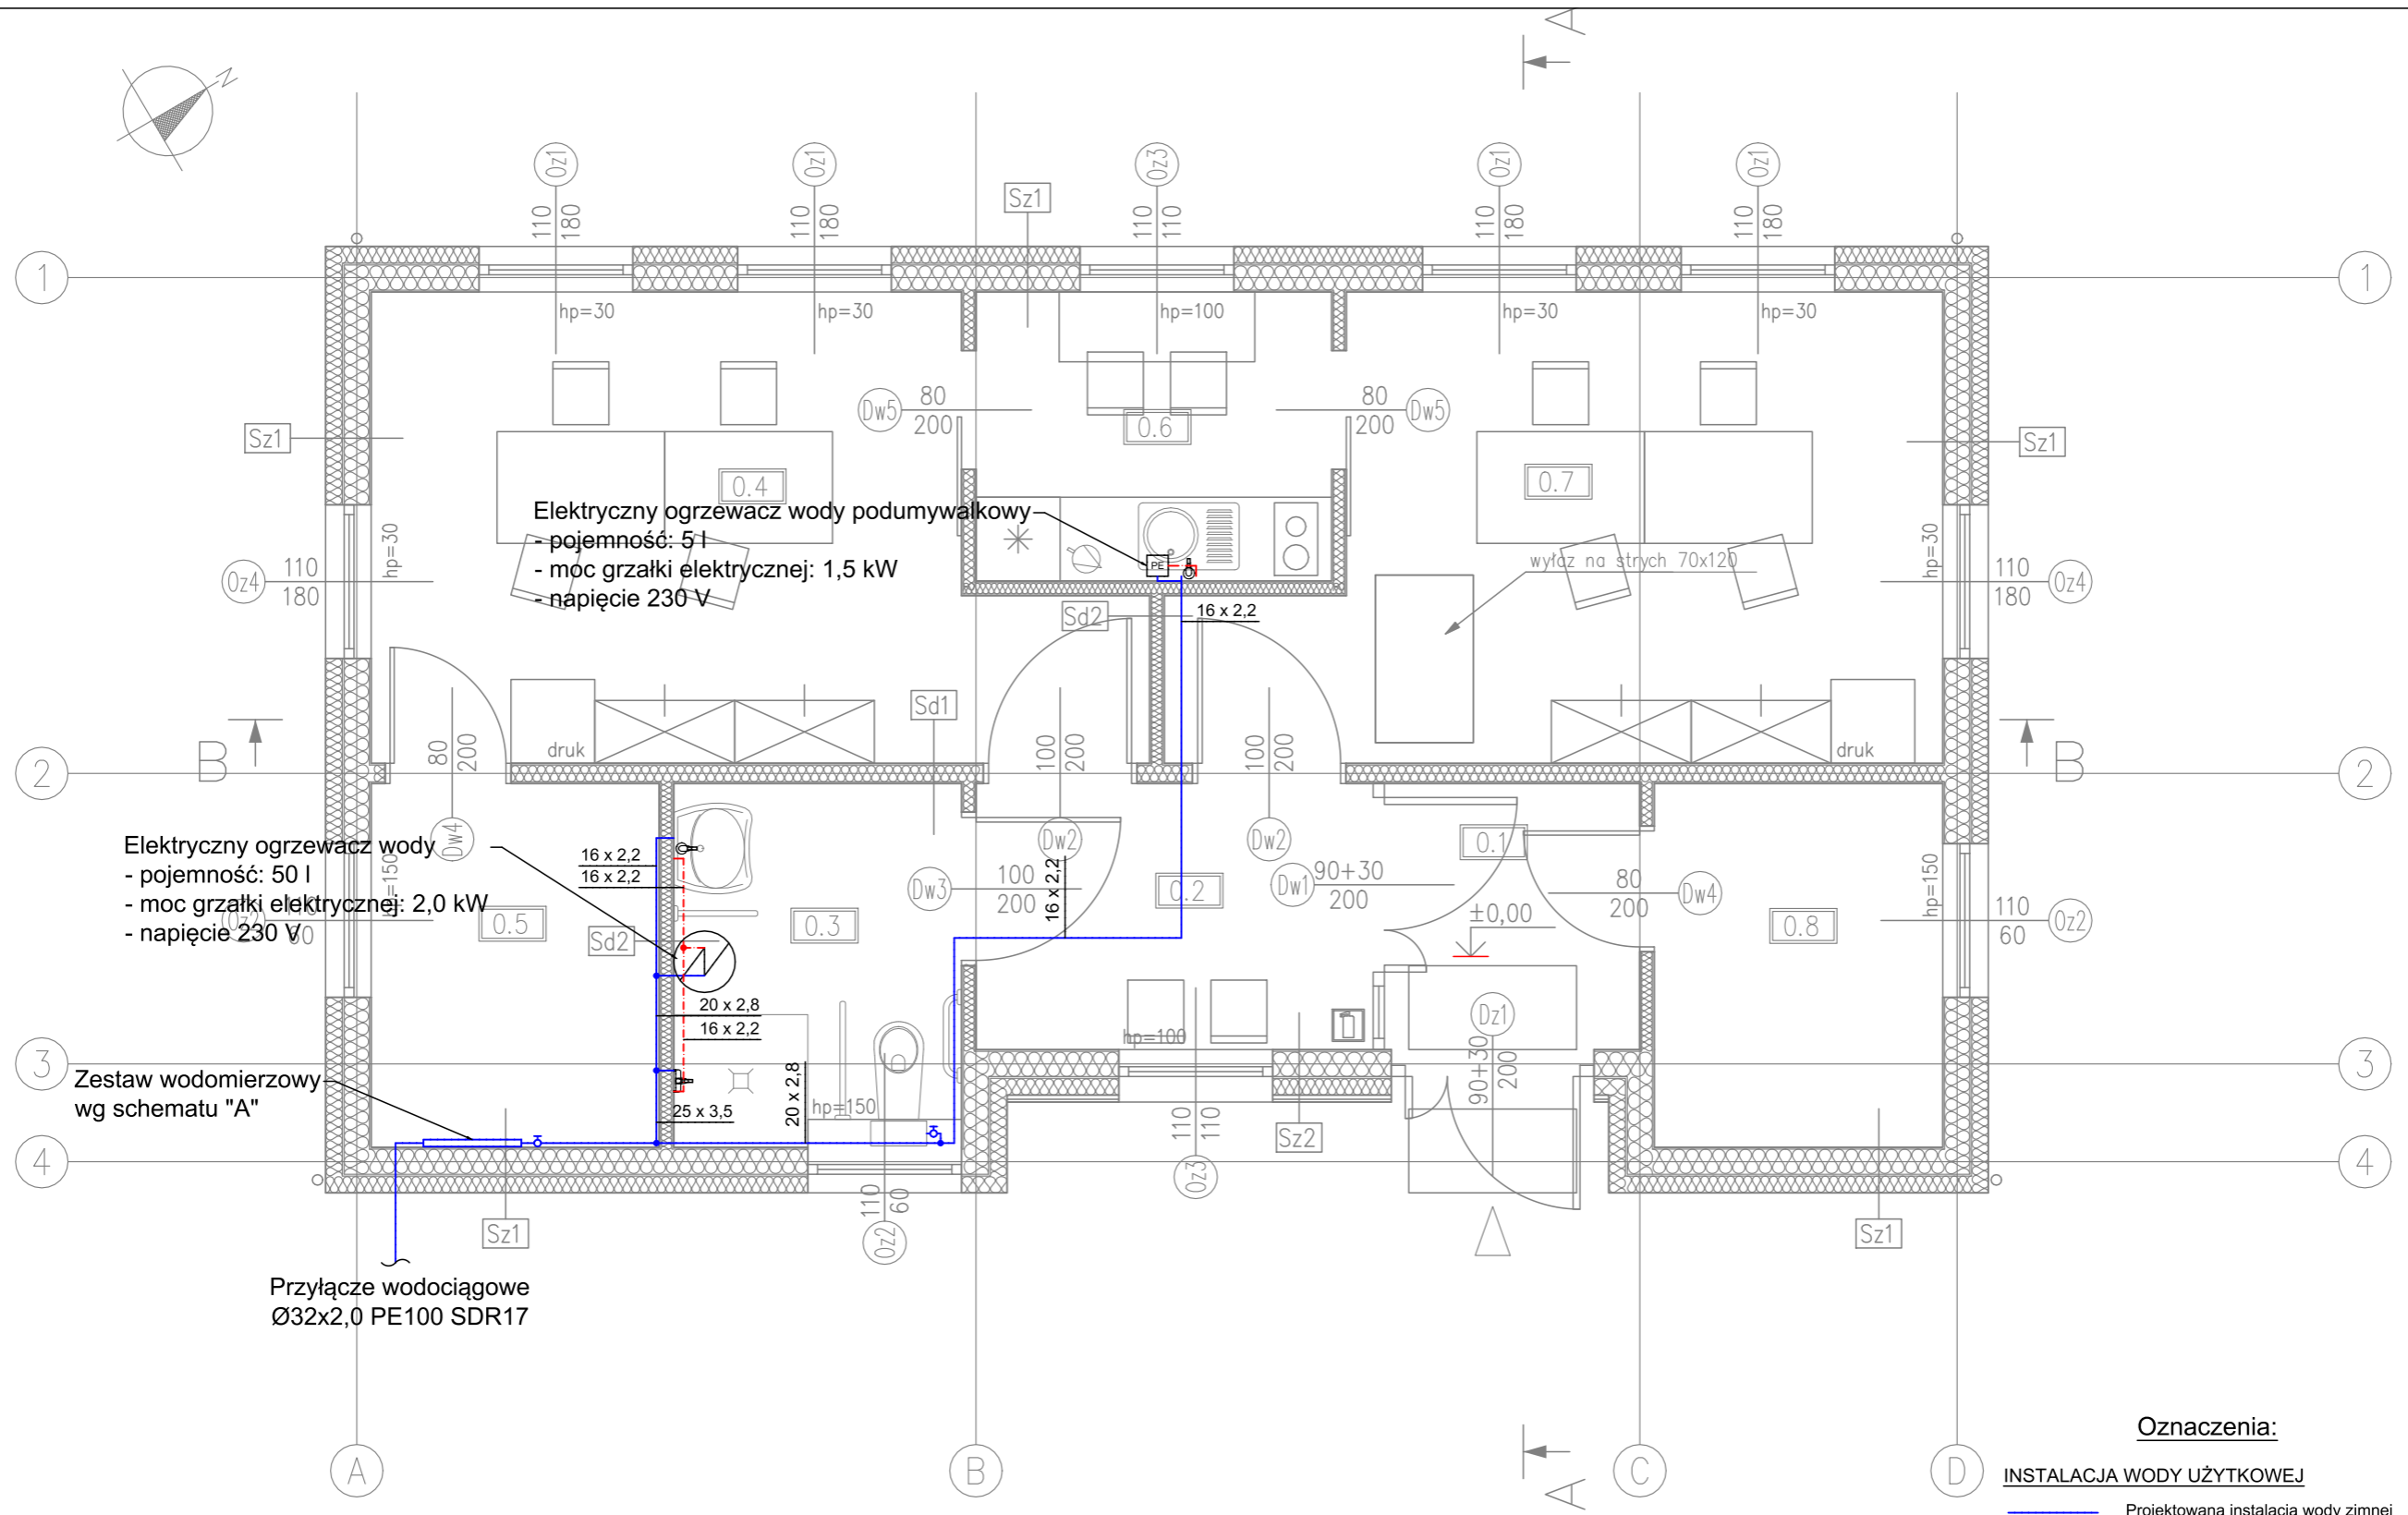 A
N
Oz1
110
180
Oz1
110
180
Sz1
Oz3
110
110
Oz1
110
180
Oz1
110
180
1
1
hp=30
hp=30
hp=100
hp=30
hp=30
Dw5
80
200
80
200
Dw5
0.6
Sz1
Sz1
0.4
0.7
Elektryczny ogrzewacz wody podumywalkowy
- pojemność: 5 l
- moc grzałki elektrycznej: 1,5 kW
- napięcie 230 V
PE
hp=30
hp=30
wyłaz na strych 70x120
Oz4
110
180
110
180
Oz4
Sd2
16 x 2,2
Sd1
B
80
200
druk
100
200
100
200
druk
B
2
2
Elektryczny ogrzewacz wody
- pojemność: 50 l
- moc grzałki elektrycznej: 2,0 kW
- napięcie 230 V
Dw4
hp=150
Oz2
110
60
0.5
16 x 2,2
16 x 2,2
Sd2
0.3
Dw3
100
200
Dw2
16 x 2,2
0.2
Dw2
Dw1
90+30
200
0.1
±0,00
80
200
Dw4
0.8
hp=150
110
60
Oz2
20 x 2,8
16 x 2,2
Dz1
90+30
200
hp=100
3
3
Zestaw wodomierzowy
wg schematu "A"
25 x 3,5
20 x 2,8
hp=150
4
4
110
60
Oz2
110
110
Oz3
Sz2
Sz1
Sz1
Przyłącze wodociągowe
Ø32x2,0 PE100 SDR17
A
B
C
D
A
Oznaczenia:
INSTALACJA WODY UŻYTKOWEJ
Projektowana instalacja wody zimnej